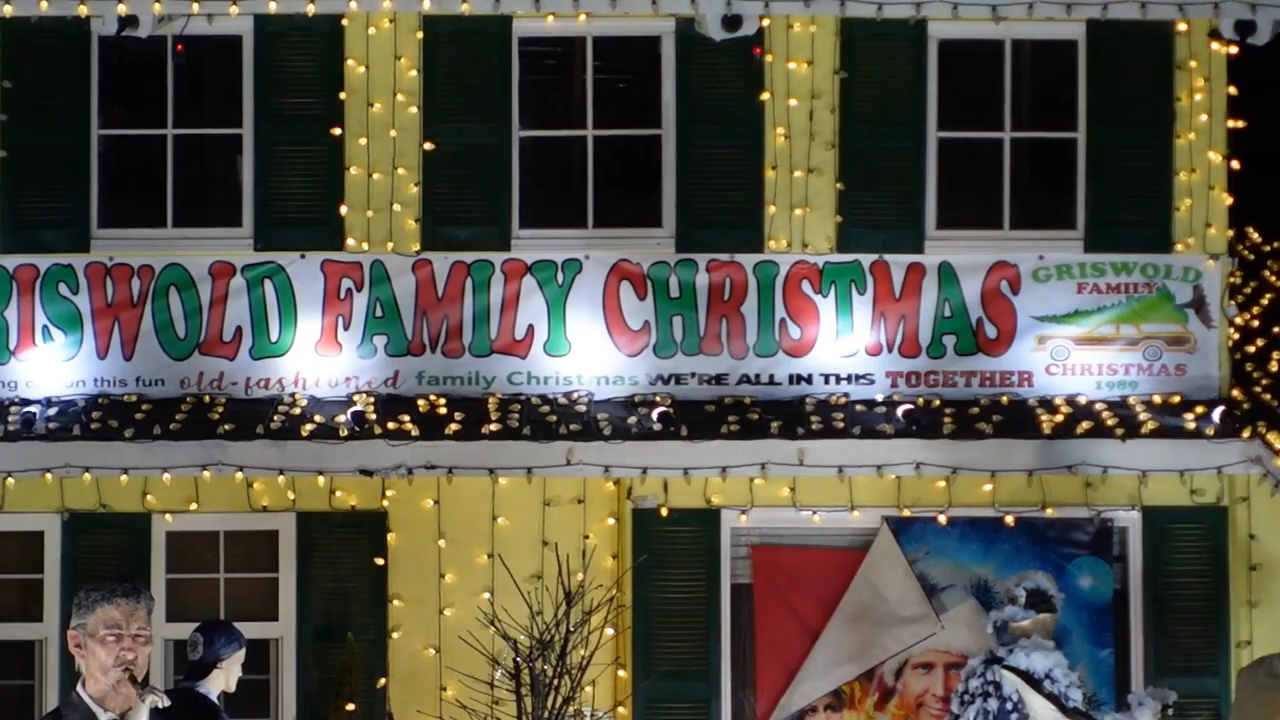 RISWOLD FAMILY CHRISTMAS
on this fun old-fashioned family Christmas WE'RE ALL IN THIS TOGETHER
GRISWOLD
FAMILY
CHRISTMAS
1989